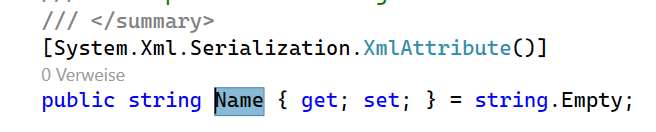 /// </summary>
[System.Xml.Serialization.XmlAttribute()]
0 Verweise
public string Name { get; set; } = string.Empty;